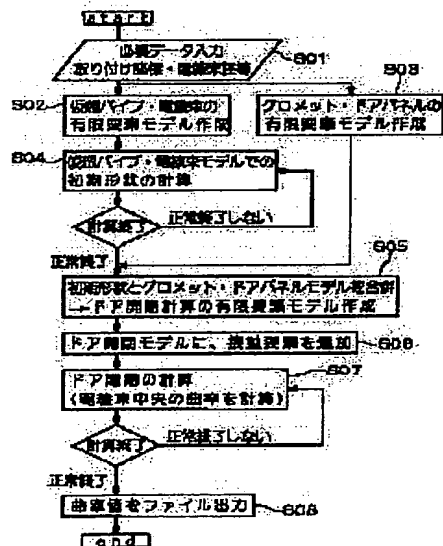 start
必要データ入力
取り付け座標・電線束径等
S01
S02
仮想パイプ・電線束の
有限要素モデル作成
S03
グロメット・ドアパネルの
有限要素モデル作成
S04
仮想パイプ・電線束モデルでの
初期形状の計算
計算終了
正常終了しない
正常終了
S05
初期形状とグロメット・ドアパネルモデルを合併
→ドア開閉計算の有限要素モデル作成
ドア開閉モデルに、接触要素を追加
S06
S07
ドア開閉の計算
(電線束中央の曲率を計算)
計算終了
正常終了しない
正常終了
曲率値をファイル出力
S08
end